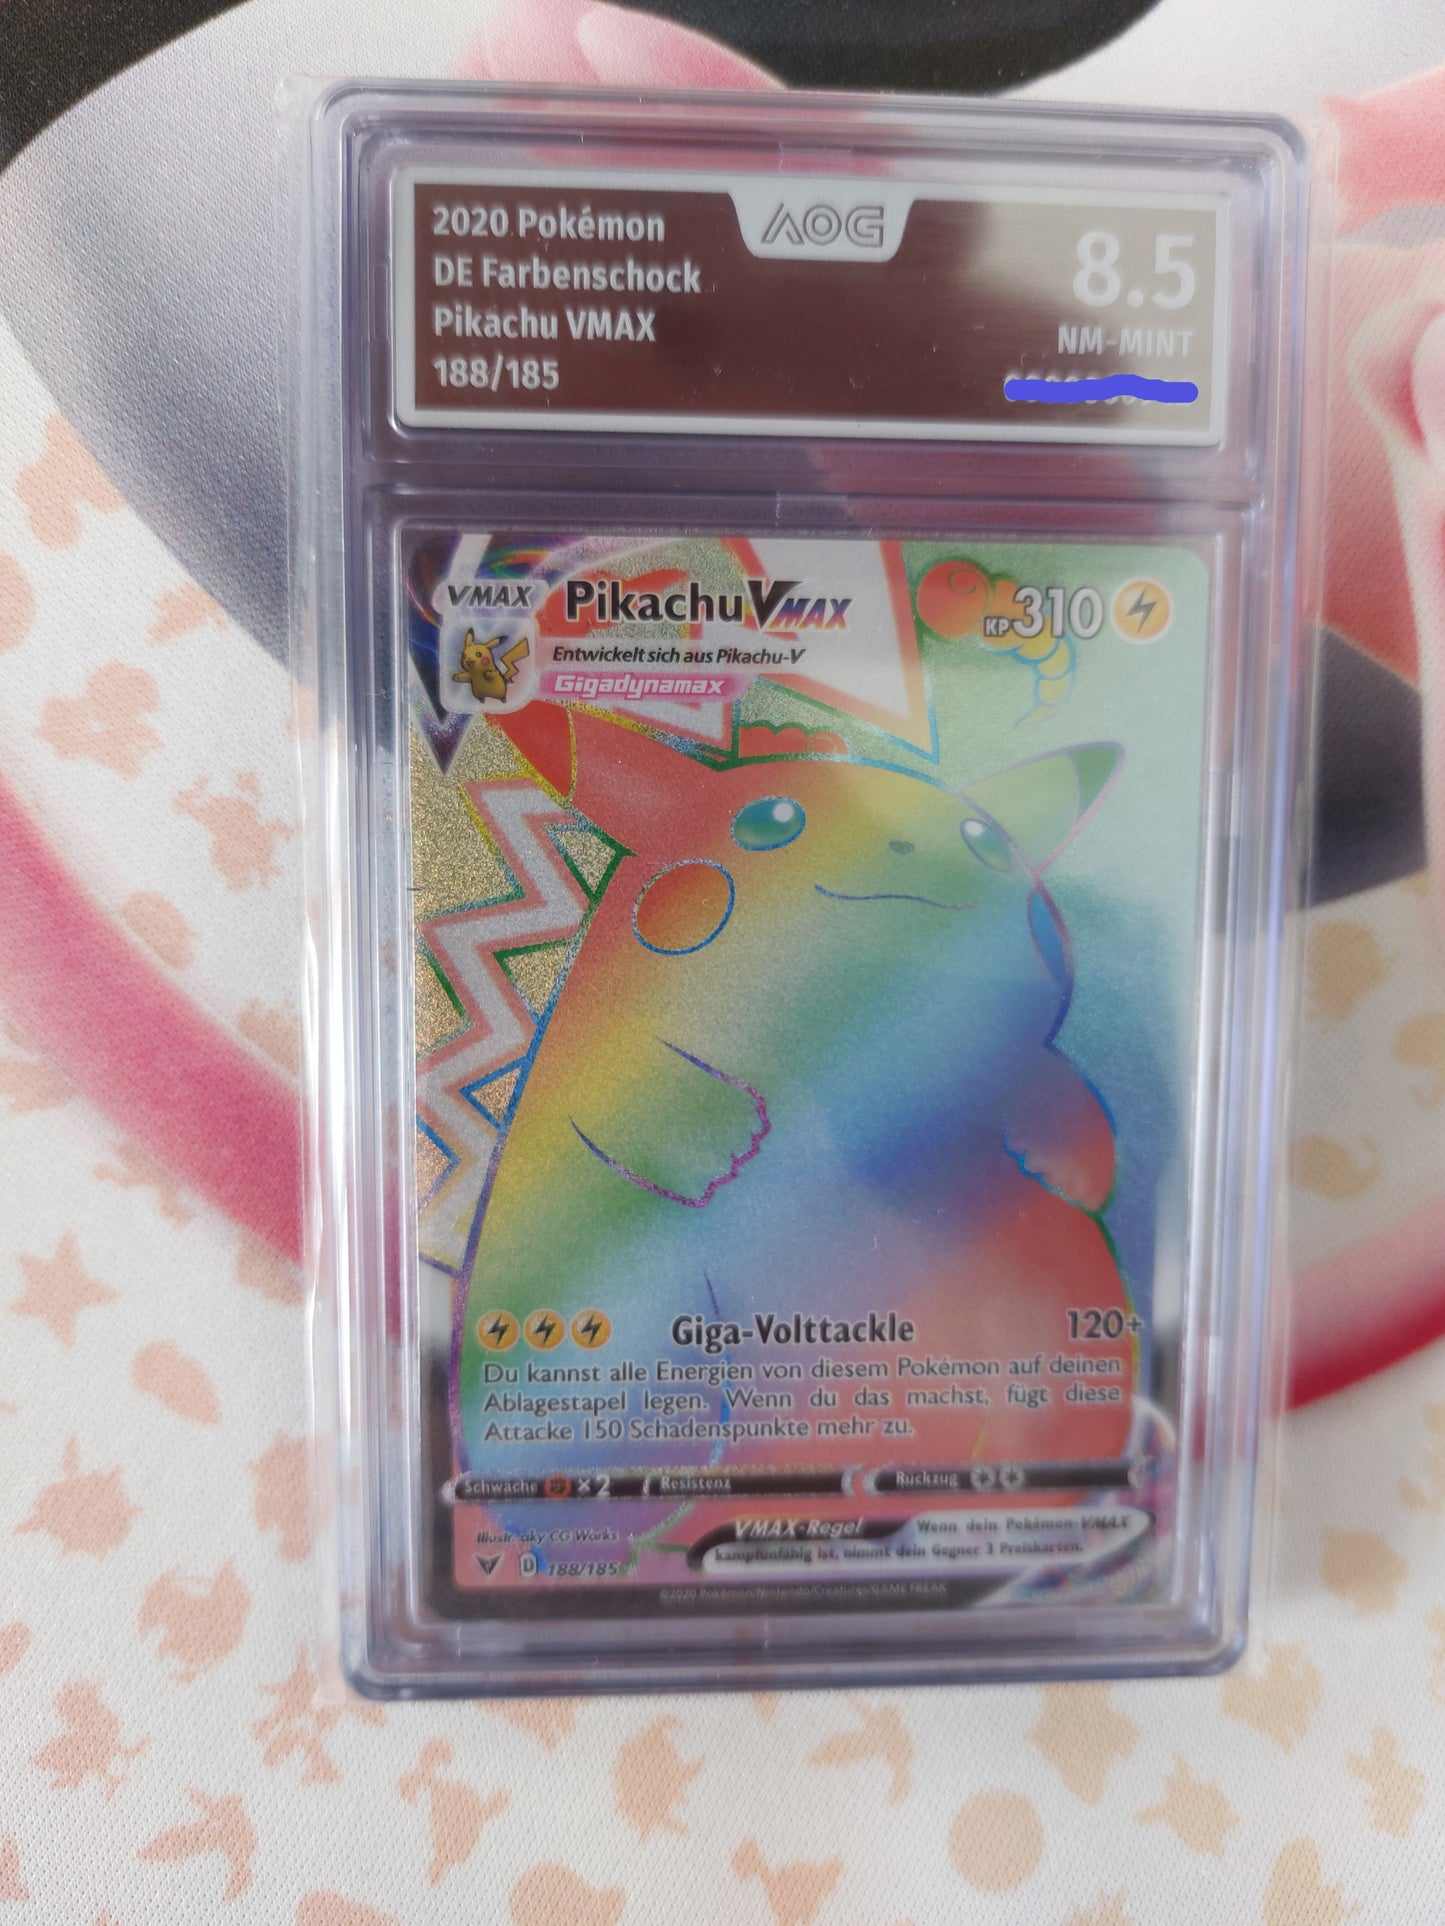 AOG
2020 Pokémon
DE Farbenschock
Pikachu VMAX
188/185
8.5
NM-MINT
VMAX
Pikachu VMAX
KP 310
Entwickelt sich aus Pikachu-V
Gigadynamax
Giga-Volttackle 120+
Du kannst alle Energien von diesem Pokémon auf deinen
Ablagestapel legen. Wenn du das machst, fügt diese
Attacke 150 Schadenspunkte mehr zu.
Schwäche ×2 Resistenz Rückzug
Illustr. aky CG Works
VMAX-Regel Wenn dein Pokémon-VMAX
kampfunfähig ist, nimmt dein Gegner 3 Preiskarten.
D 188/185
©2020 Pokémon/Nintendo/Creatures/GAME FREAK